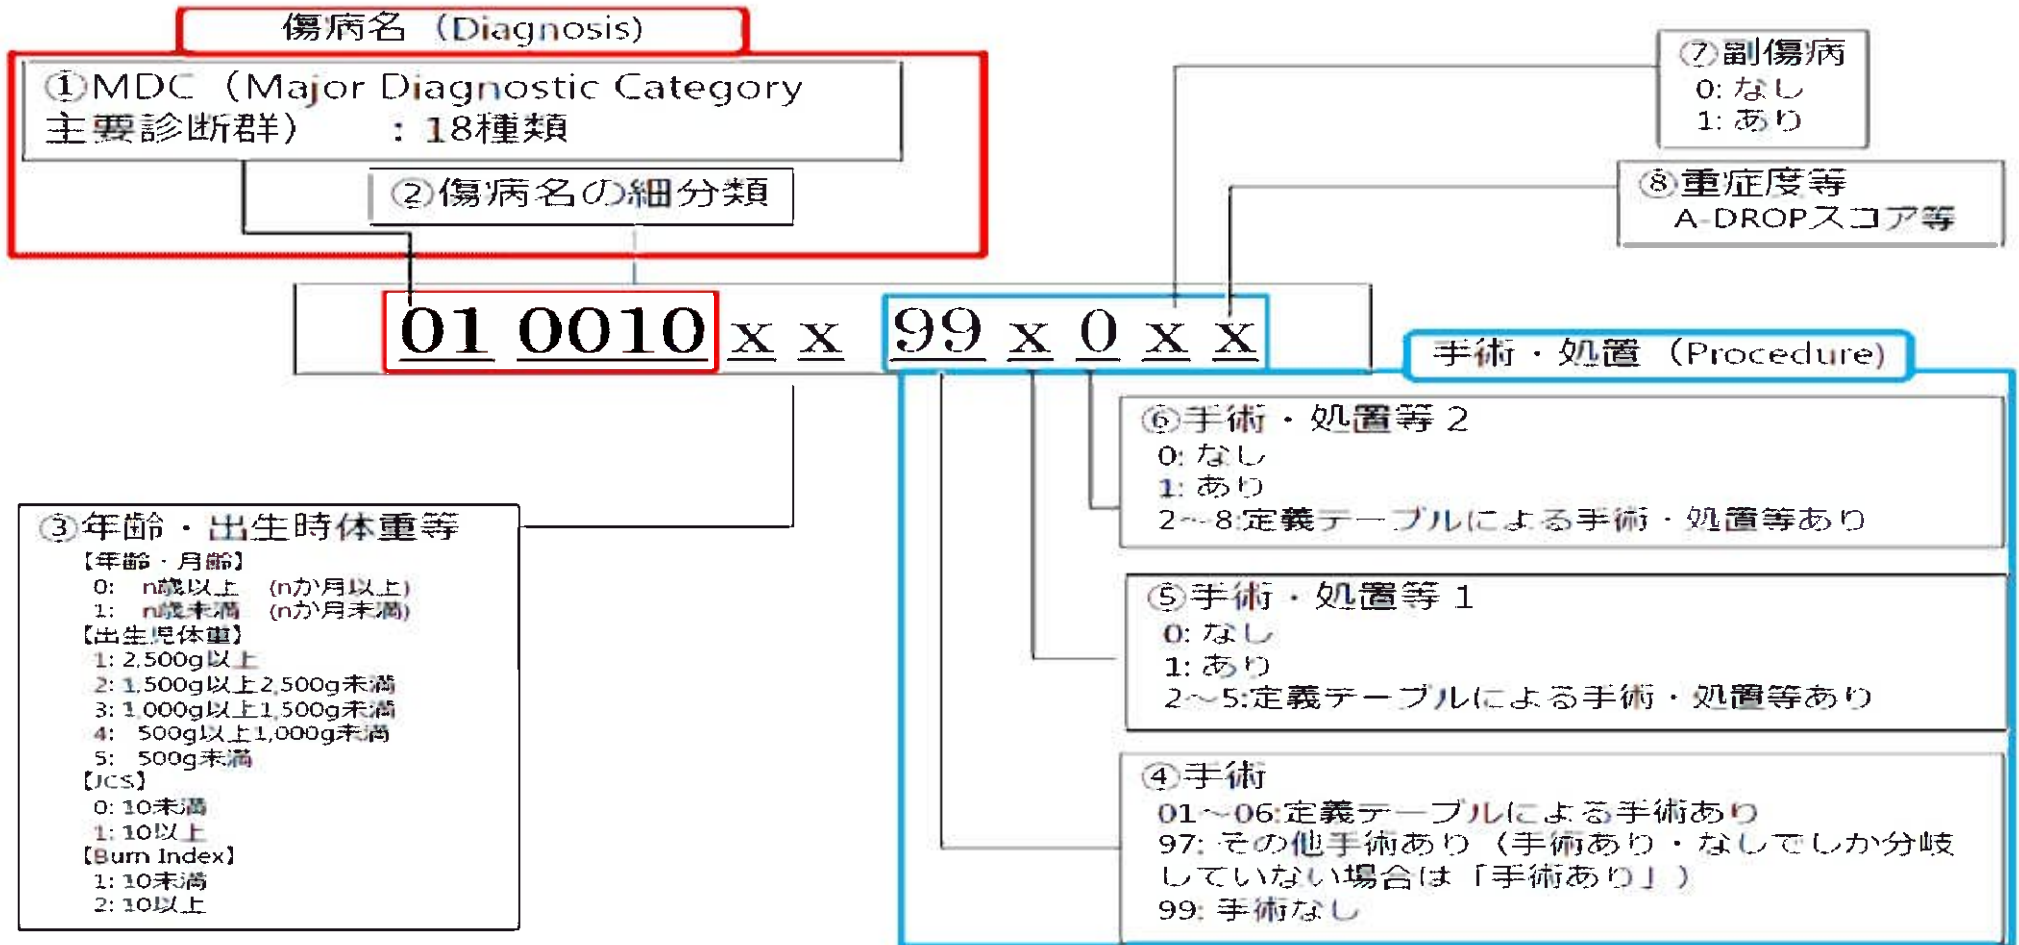 傷病名（Diagnosis)
①MDC（Major Diagnostic Category
主要診断群）　：18種類
②傷病名の細分類
⑦副傷病
0: なし
1: あり
⑧重症度等
A-DROPスコア等
01 0010 x x 99 x 0 x x
手術・処置（Procedure)
⑥手術・処置等２
0: なし
1: あり
2～8:定義テーブルによる手術・処置等あり
③年齢・出生時体重等
【年齢・月齢】
0: n歳以上 (nか月以上)
1: n歳未満 (nか月未満)
【出生児体重】
1: 2,500g以上
2: 1,500g以上2,500g未満
3: 1,000g以上1,500g未満
4: 500g以上1,000g未満
5: 500g未満
【JCS】
0: 10未満
1: 10以上
【Burn Index】
1: 10未満
2: 10以上
⑤手術・処置等１
0: なし
1: あり
2～5:定義テーブルによる手術・処置等あり
④手術
01～06:定義テーブルによる手術あり
97: その他手術あり（手術あり・なしでしか分岐
していない場合は「手術あり」）
99: 手術なし